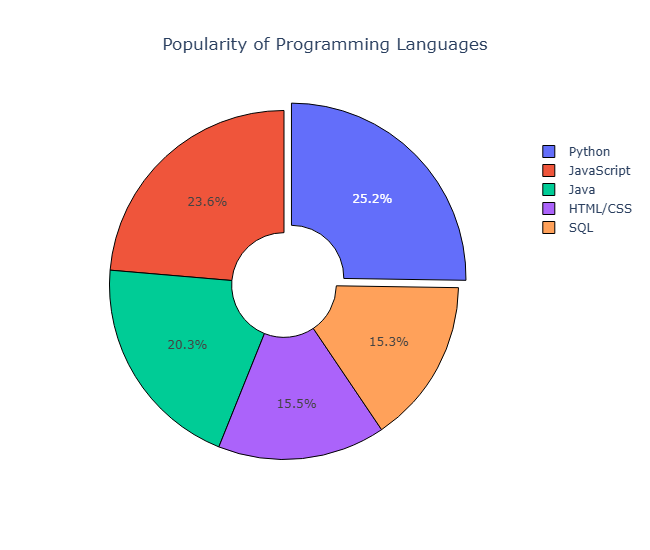 Popularity of Programming Languages
25.2%
23.6%
20.3%
15.5%
15.3%
Python
JavaScript
Java
HTML/CSS
SQL